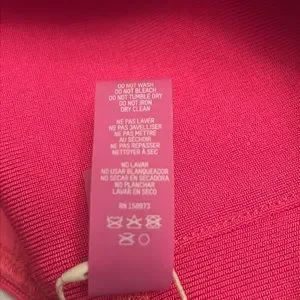 DO NOT WASH
DO NOT BLEACH
DO NOT TUMBLE DRY
DO NOT IRON
DRY CLEAN
NE PAS LAVER
NE PAS JAVELLISER
NE PAS METTRE
AU SÉCHOIR
NE PAS REPASSER
NETTOYER À SEC
NO LAVAR
NO USAR BLANQUEADOR
NO SECAR EN SECADORA
NO PLANCHAR
LAVAR EN SECO
RN 158973